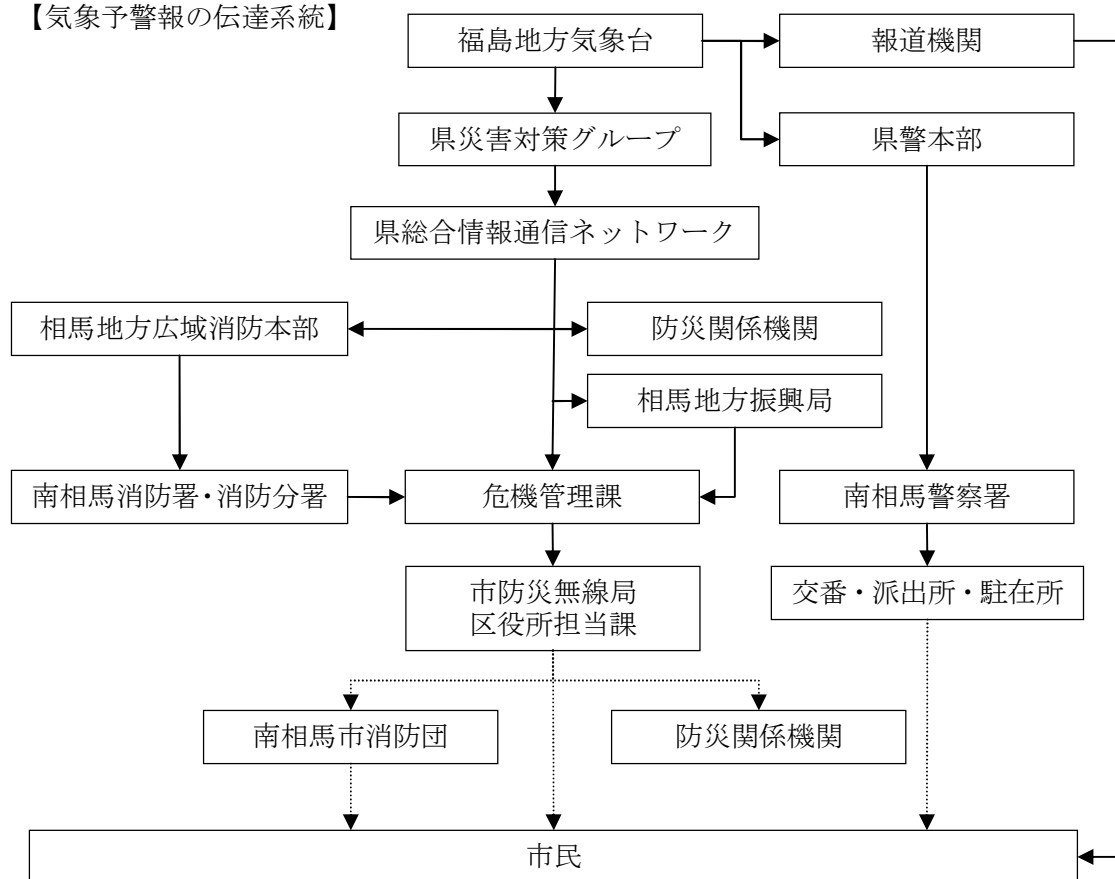 【気象予警報の伝達系統】
福島地方気象台
報道機関
県災害対策グループ
県警本部
県総合情報通信ネットワーク
相馬地方広域消防本部
防災関係機関
相馬地方振興局
南相馬消防署・消防分署
危機管理課
南相馬警察署
市防災無線局
区役所担当課
交番・派出所・駐在所
南相馬市消防団
防災関係機関
市民